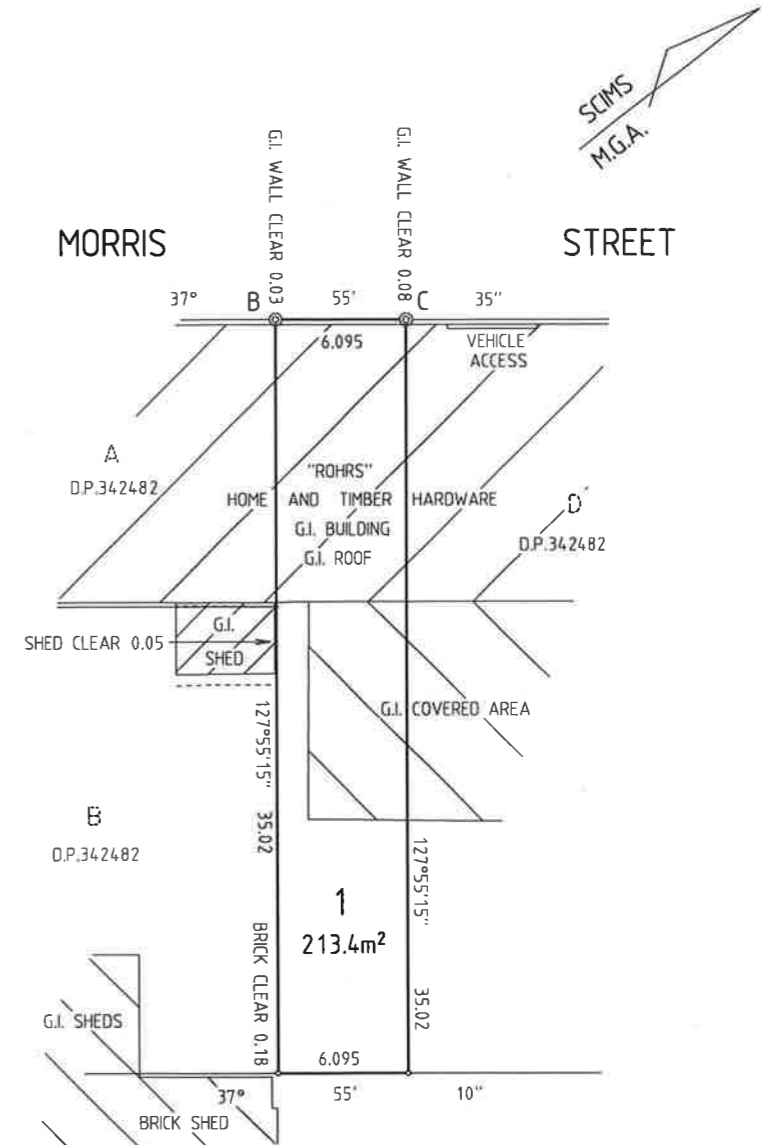 SCIMS
M.G.A.
G.I. WALL CLEAR 0.03
G.I. WALL CLEAR 0.08
MORRIS STREET
37° B 55' C 35"
6.095
VEHICLE
ACCESS
A
D.P.342482
"ROHRS"
HOME AND TIMBER HARDWARE
G.I. BUILDING
G.I. ROOF
D
D.P.342482
G.I.
SHED
SHED CLEAR 0.05
G.I. COVERED AREA
127°55'15" 35.02
B
D.P.342482
127°55'15" 35.02
1
213.4m²
BRICK CLEAR 0.18
G.I. SHEDS
6.095
37° 55' 10"
BRICK SHED